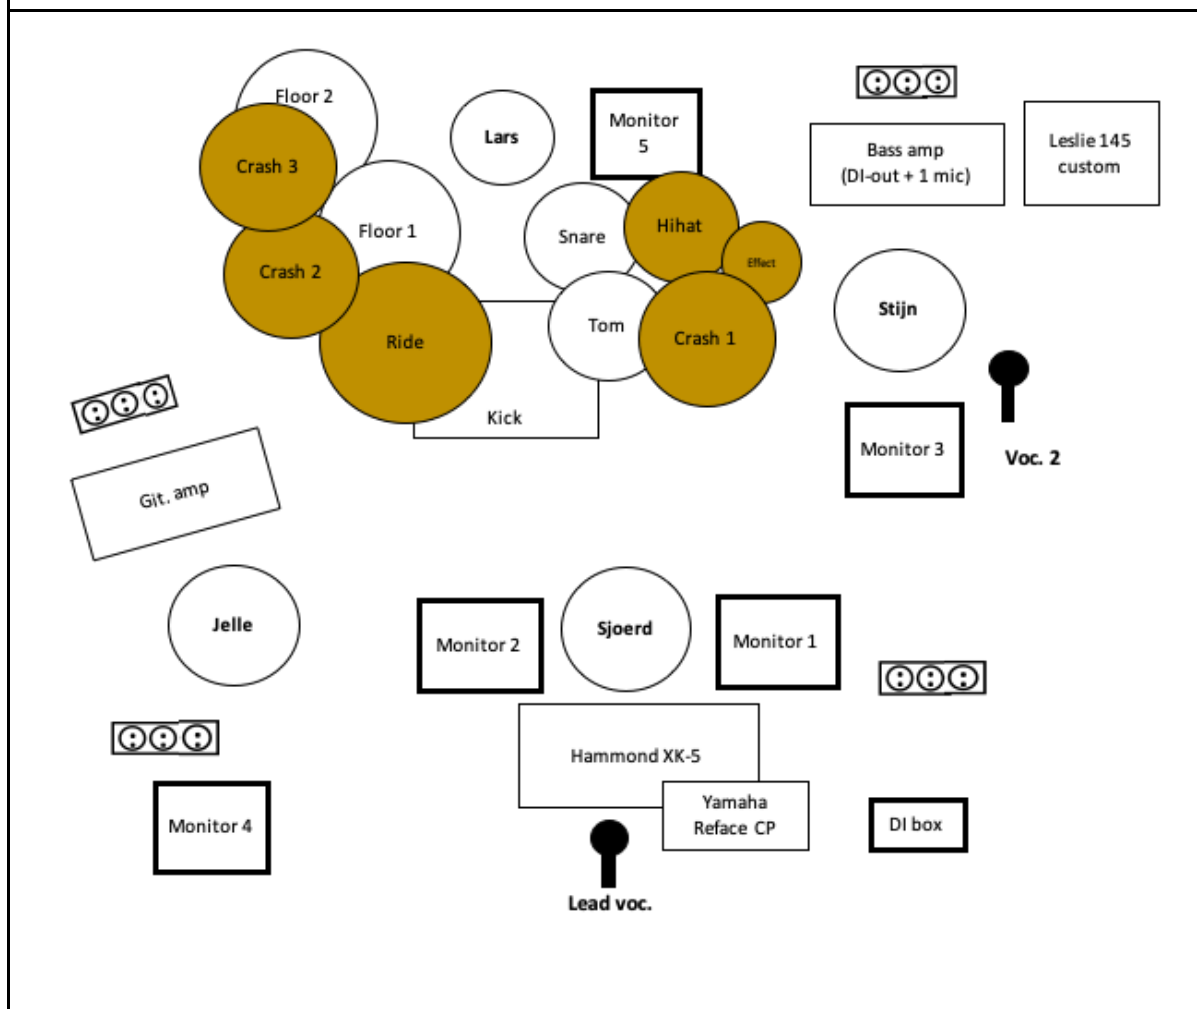 Floor 2
Lars
Monitor
5
Crash 3
Bass amp
(DI-out + 1 mic)
Leslie 145
custom
Floor 1
Snare
Hihat
Effect
Crash 2
Stijn
Ride
Tom
Crash 1
Kick
Monitor 3
Voc. 2
Git. amp
Jelle
Monitor 2
Sjoerd
Monitor 1
Hammond XK-5
Yamaha
Reface CP
Monitor 4
DI box
Lead voc.